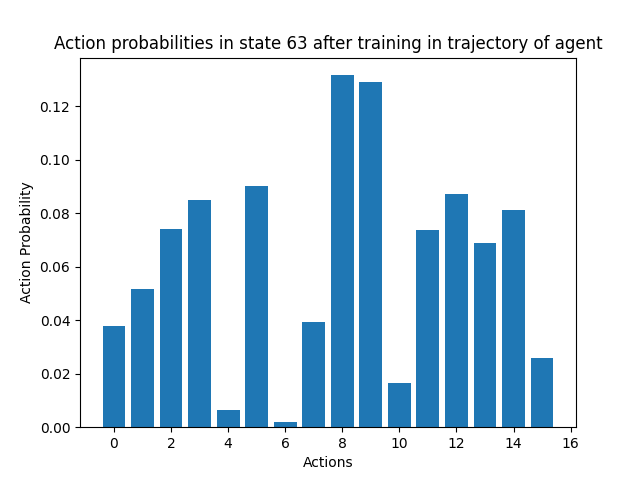 Action probabilities in state 63 after training in trajectory of agent
0.12
0.10
0.08
0.06
0.04
0.02
0.00
Action Probability
0 2 4 6 8 10 12 14 16
Actions